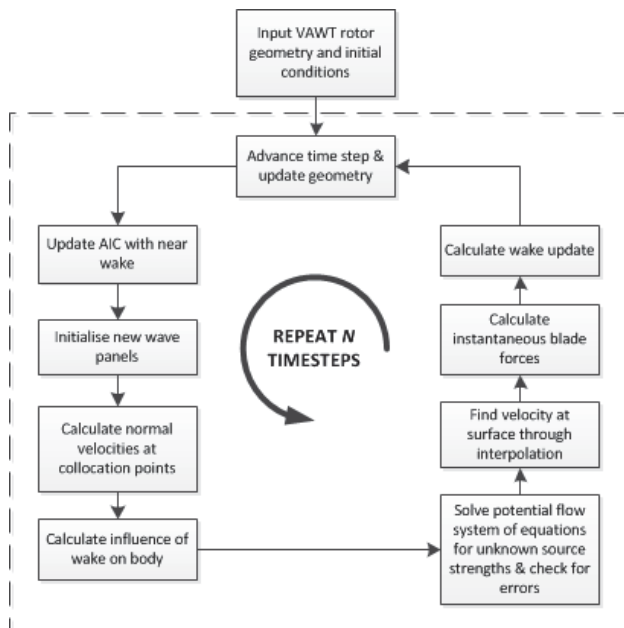 Input VAWT rotor
geometry and initial
conditions
Advance time step &
update geometry
Update AIC with near
wake
Initialise new wave
panels
Calculate normal
velocities at
collocation points
Calculate influence of
wake on body
REPEAT N
TIMESTEPS
Calculate wake update
Calculate
instantaneous blade
forces
Find velocity at
surface through
interpolation
Solve potential flow
system of equations
for unknown source
strengths & check for
errors